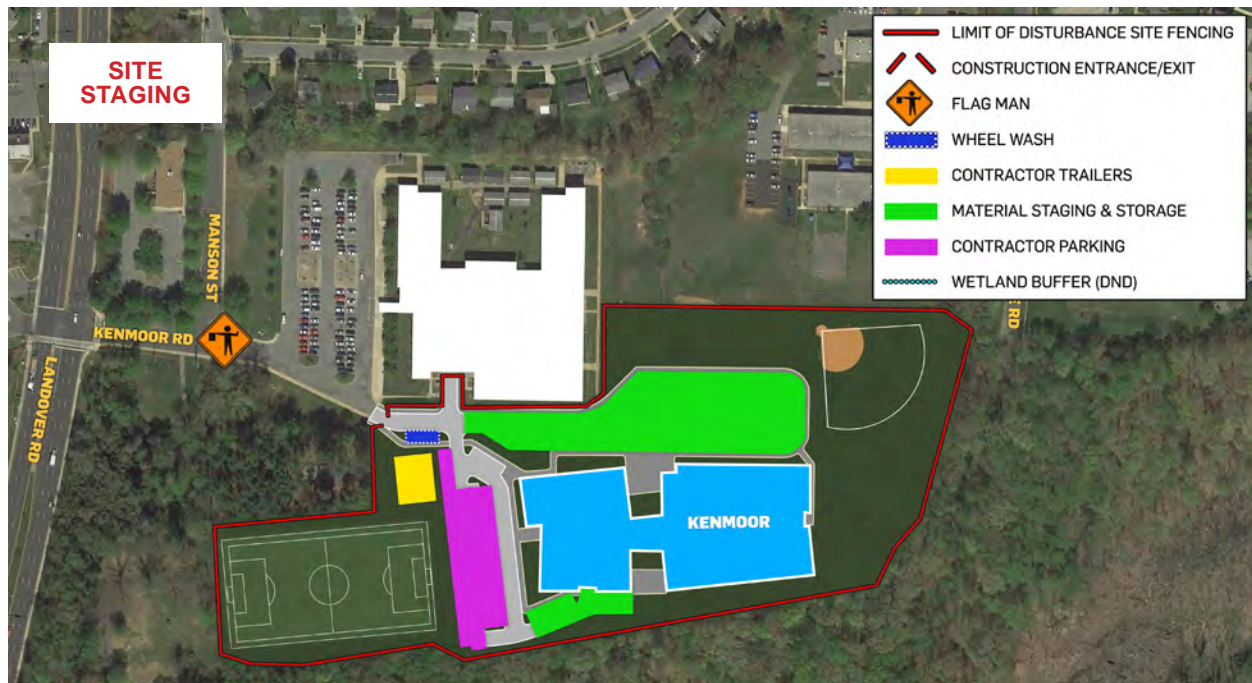 SITE
STAGING
LIMIT OF DISTURBANCE SITE FENCING
CONSTRUCTION ENTRANCE/EXIT
FLAG MAN
WHEEL WASH
CONTRACTOR TRAILERS
MATERIAL STAGING & STORAGE
CONTRACTOR PARKING
WETLAND BUFFER (DND)
MANSON ST
KENMOOR RD
LANDOVER RD
RD
KENMOOR